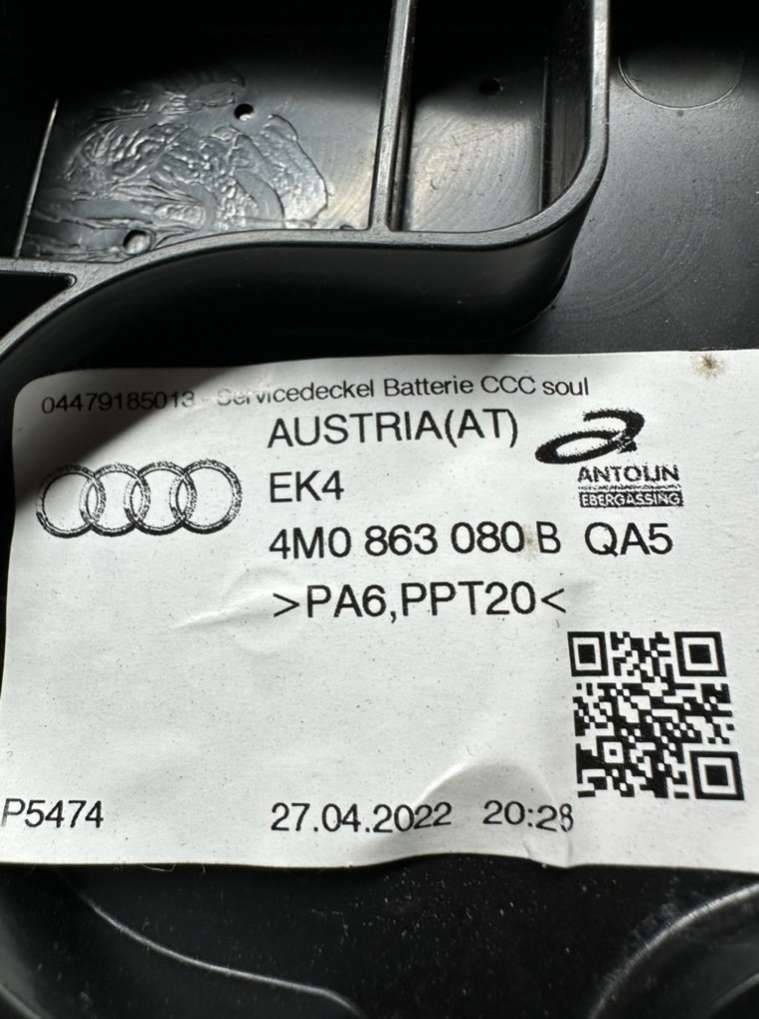 04479185013 - Servicedeckel Batterie CCC soul
AUSTRIA(AT)
ANTOLIN
EBERGASSING
EK4
4M0 863 080 B QA5
>PA6,PPT20<
P5474 27.04.2022 20:28